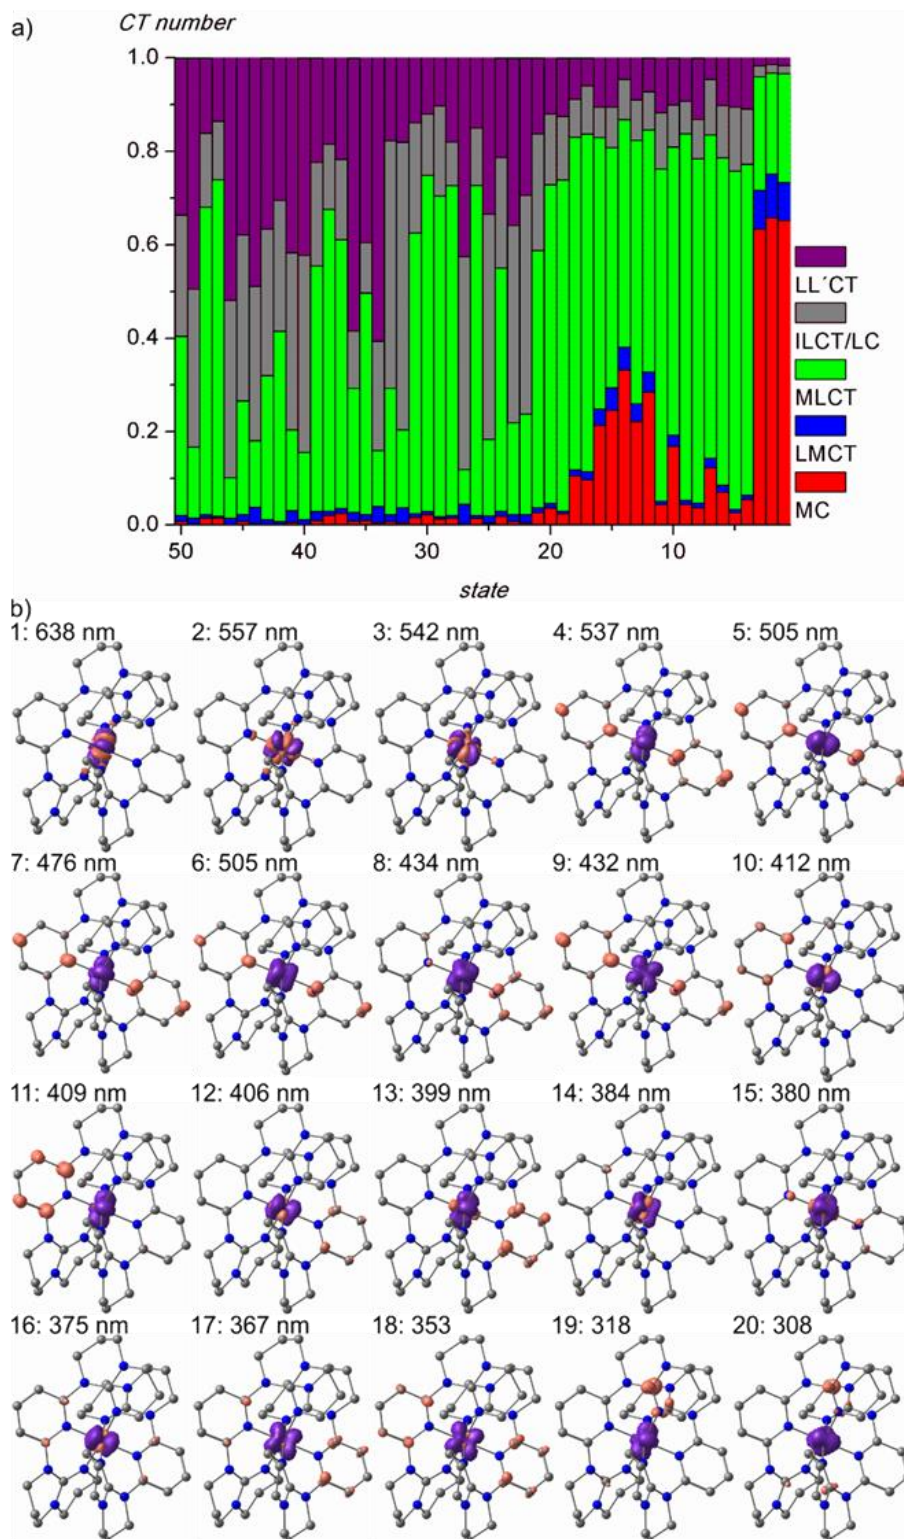 a)
CT number
1.0
0.8
0.6
0.4
0.2
0.0
50 40 30 20 10
state
LL´CT
ILCT/LC
MLCT
LMCT
MC
b)
1: 638 nm 2: 557 nm 3: 542 nm 4: 537 nm 5: 505 nm
7: 476 nm 6: 505 nm 8: 434 nm 9: 432 nm 10: 412 nm
11: 409 nm 12: 406 nm 13: 399 nm 14: 384 nm 15: 380 nm
16: 375 nm 17: 367 nm 18: 353 19: 318 20: 308